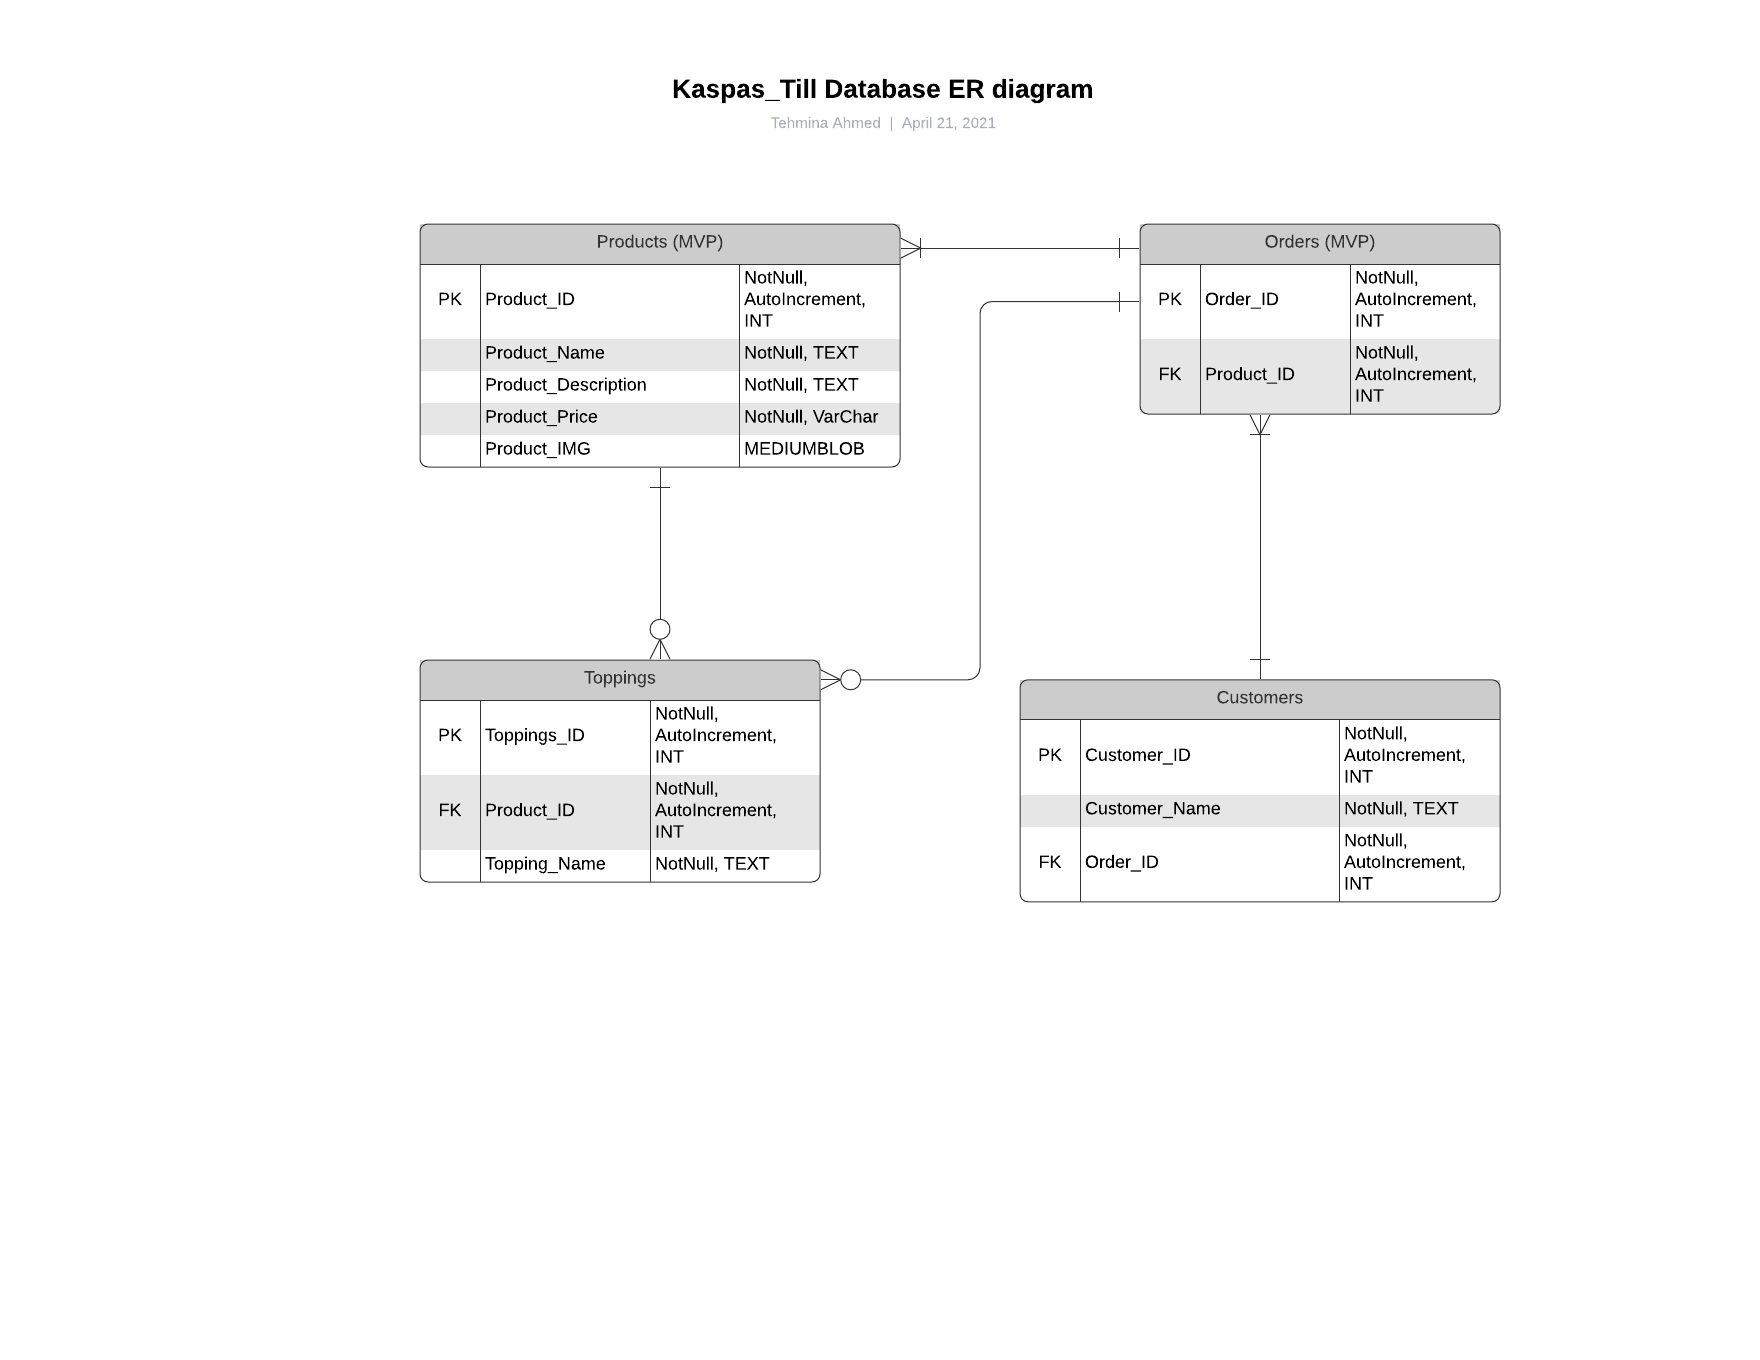 Kaspas_Till Database ER diagram
Tehmina Ahmed | April 21, 2021
Products (MVP)
PK Product_ID NotNull,
AutoIncrement,
INT
Product_Name NotNull, TEXT
Product_Description NotNull, TEXT
Product_Price NotNull, VarChar
Product_IMG MEDIUMBLOB
Orders (MVP)
PK Order_ID NotNull,
AutoIncrement,
INT
FK Product_ID NotNull,
AutoIncrement,
INT
Toppings
PK Toppings_ID NotNull,
AutoIncrement,
INT
FK Product_ID NotNull,
AutoIncrement,
INT
Topping_Name NotNull, TEXT
Customers
PK Customer_ID NotNull,
AutoIncrement,
INT
Customer_Name NotNull, TEXT
FK Order_ID NotNull,
AutoIncrement,
INT